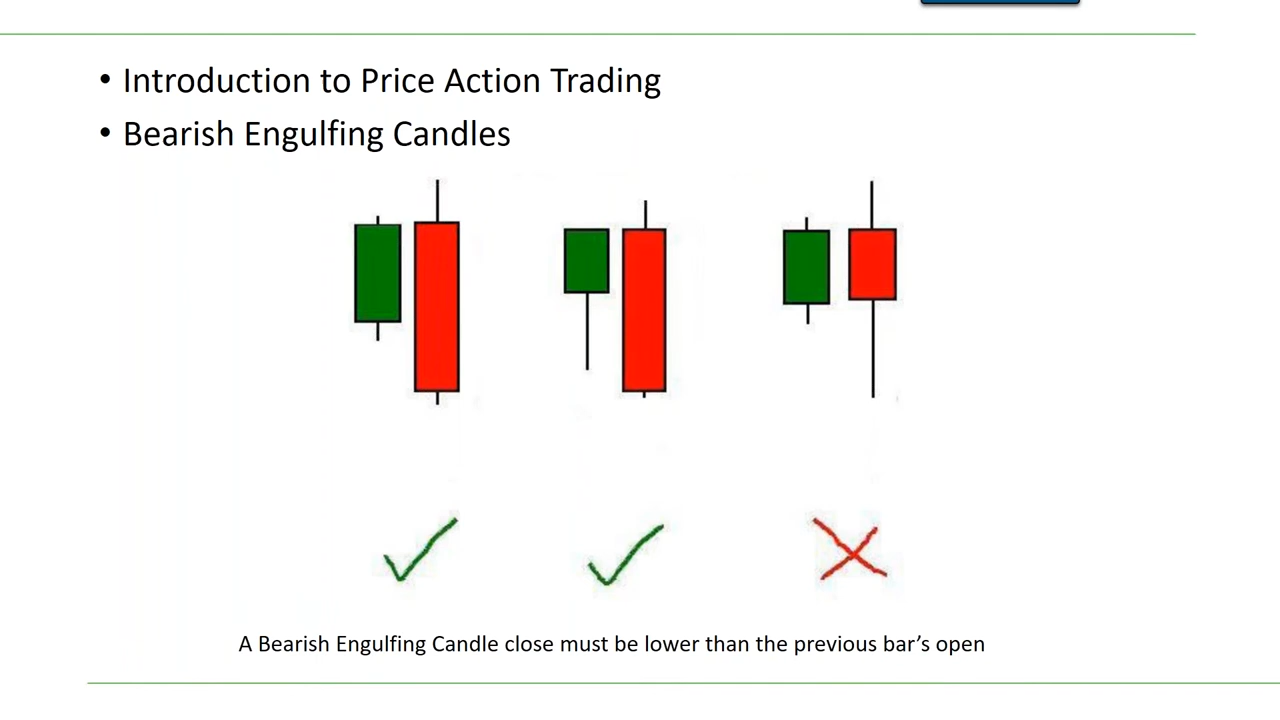 • Introduction to Price Action Trading
• Bearish Engulfing Candles
A Bearish Engulfing Candle close must be lower than the previous bar’s open